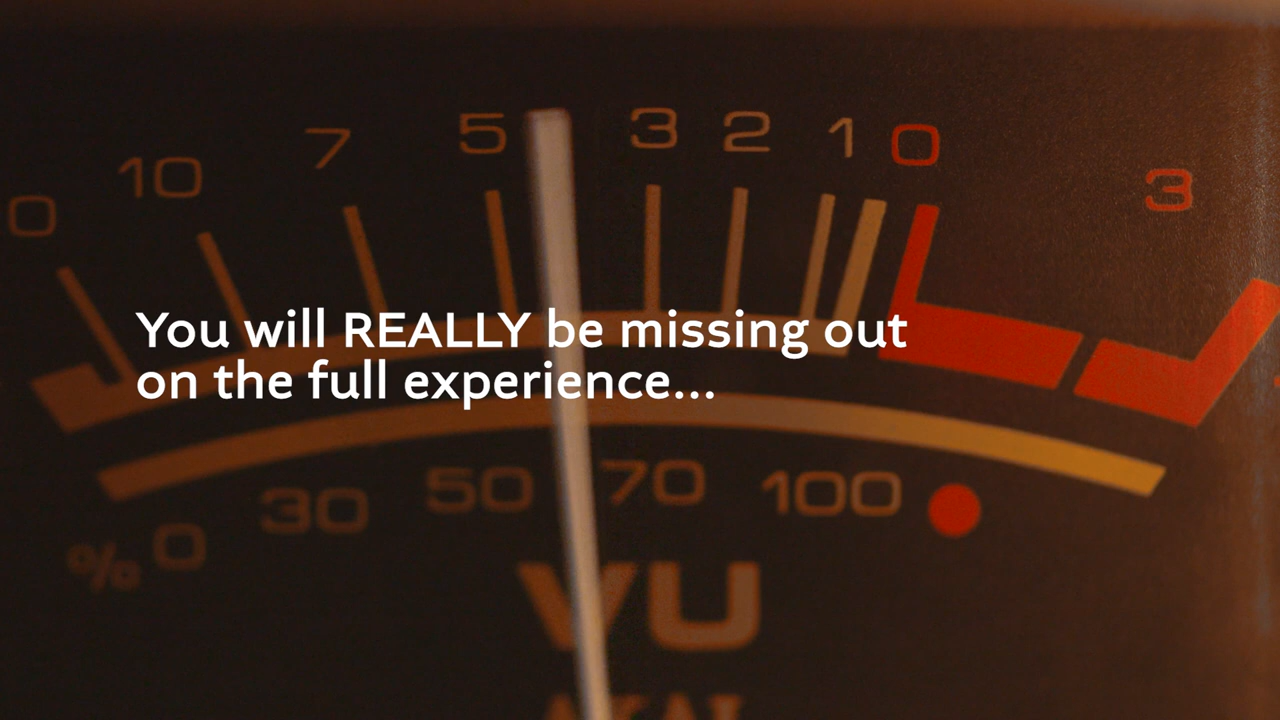 0 10 7 5 3 2 1 0 3
You will REALLY be missing out
on the full experience...
% 0 30 50 70 100
VU
AKAI